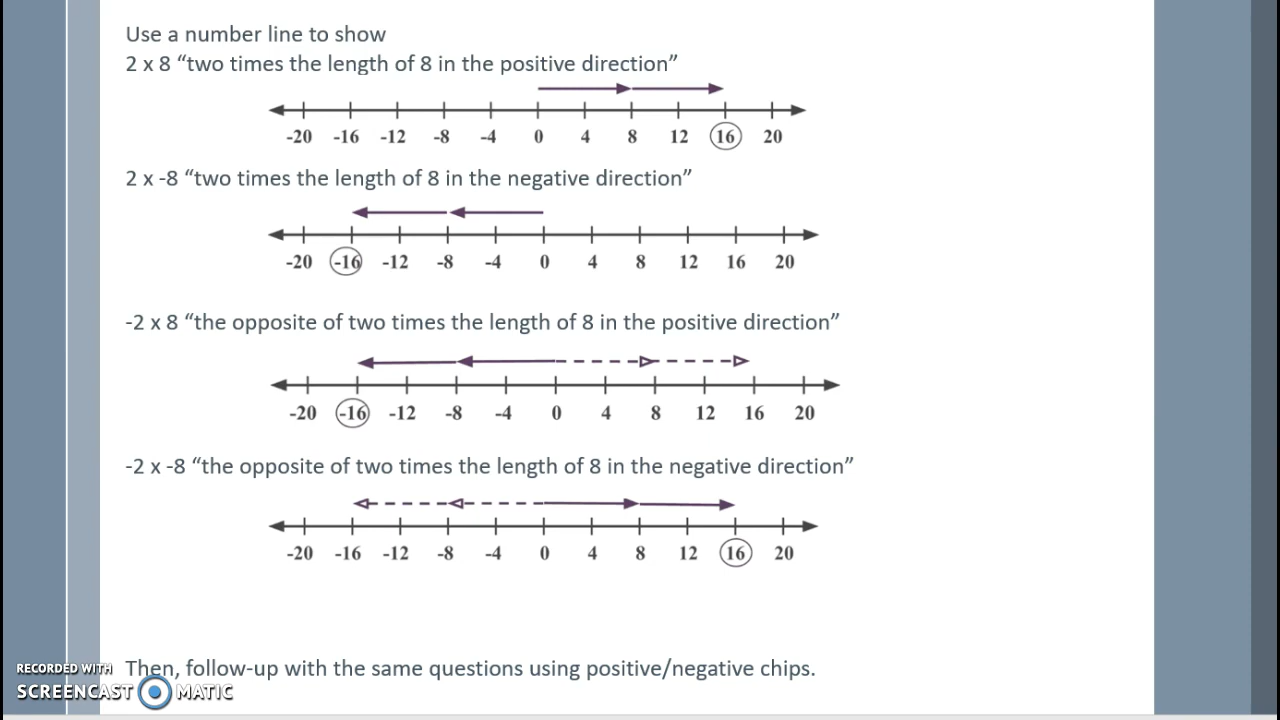 Use a number line to show
2 x 8 “two times the length of 8 in the positive direction”
-20 -16 -12 -8 -4 0 4 8 12 16 20
2 x -8 “two times the length of 8 in the negative direction”
-20 -16 -12 -8 -4 0 4 8 12 16 20
-2 x 8 “the opposite of two times the length of 8 in the positive direction”
-20 -16 -12 -8 -4 0 4 8 12 16 20
-2 x -8 “the opposite of two times the length of 8 in the negative direction”
-20 -16 -12 -8 -4 0 4 8 12 16 20
Then, follow-up with the same questions using positive/negative chips.
RECORDED WITH
SCREENCAST MATIC